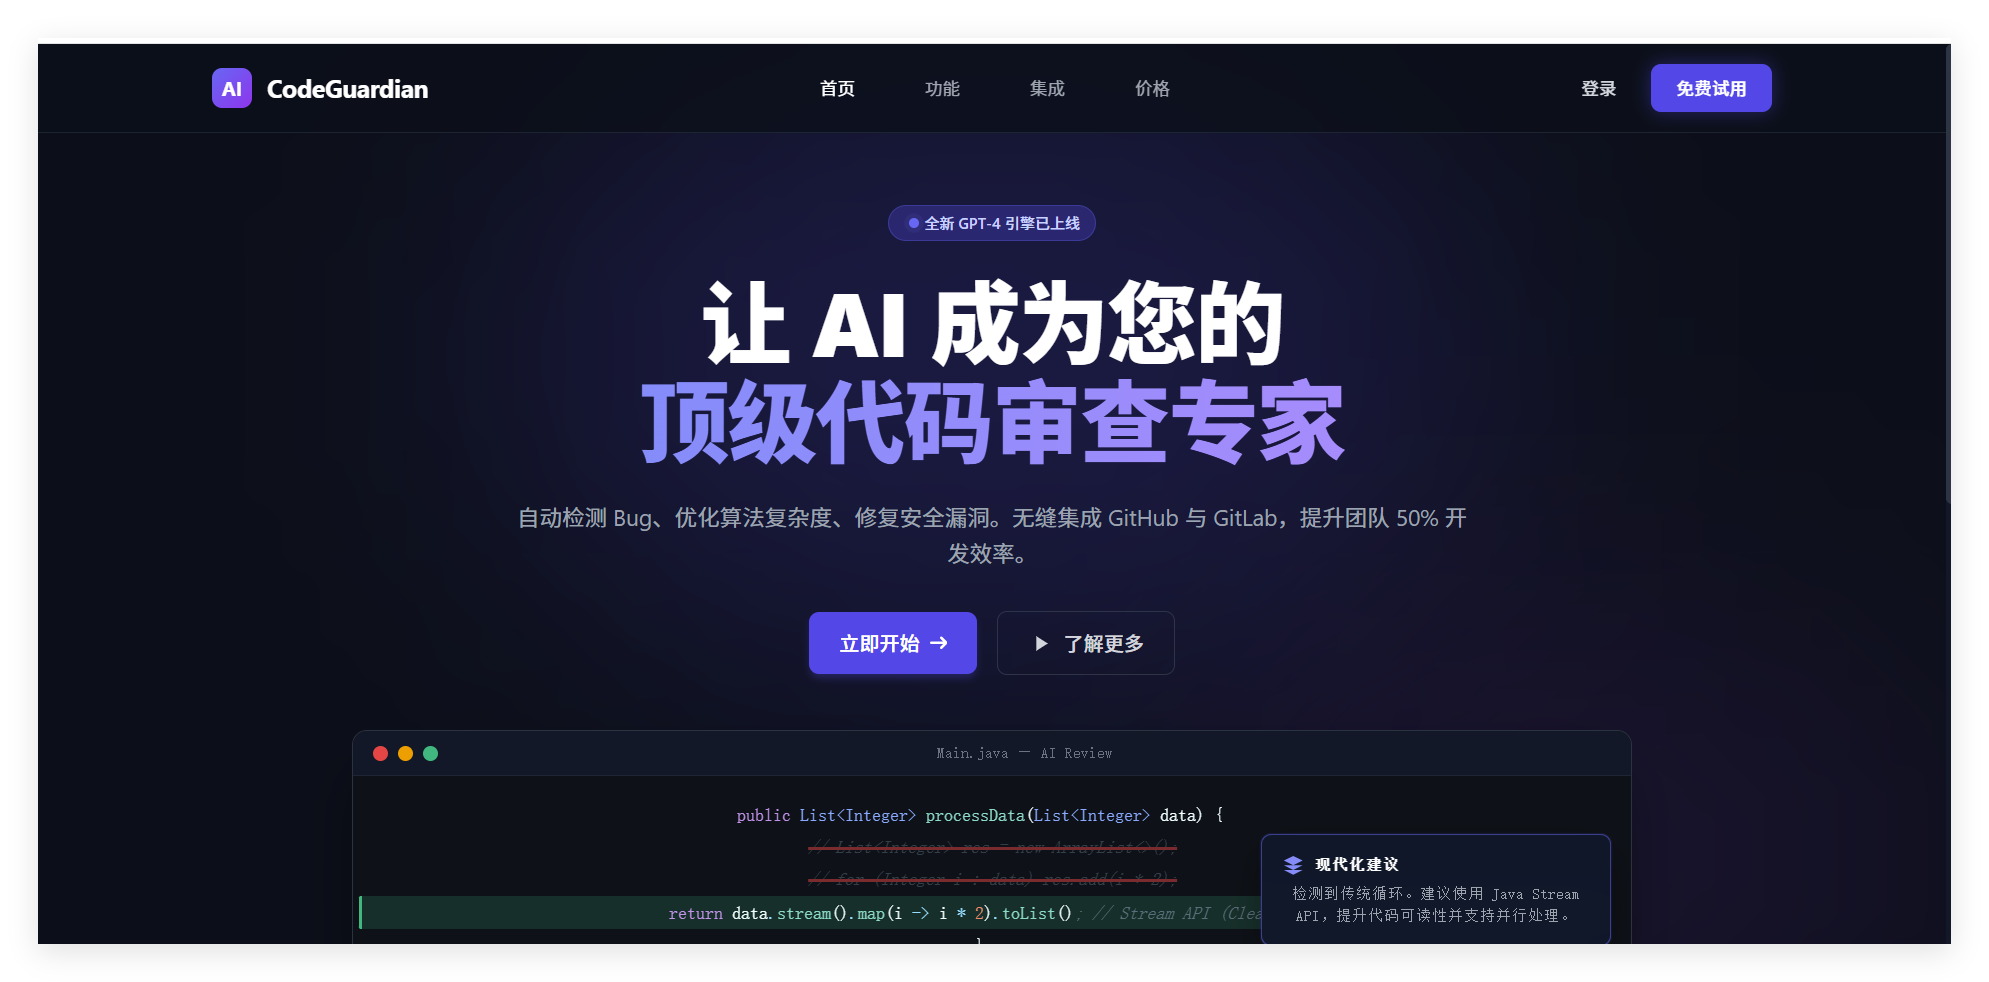 AI CodeGuardian 首页 功能 集成 价格 登录 免费试用
全新 GPT-4 引擎已上线
让 AI 成为您的
顶级代码审查专家
自动检测 Bug、优化算法复杂度、修复安全漏洞。无缝集成 GitHub 与 GitLab，提升团队 50% 开
发效率。
立即开始 → ▶ 了解更多
Main.java — AI Review
public List<Integer> processData(List<Integer> data) {
// List<Integer> res = new ArrayList<>();
// for (Integer i : data) res.add(i * 2);
return data.stream().map(i -> i * 2).toList(); // Stream API (Clea
现代化建议
检测到传统循环。建议使用 Java Stream
API，提升代码可读性并支持并行处理。